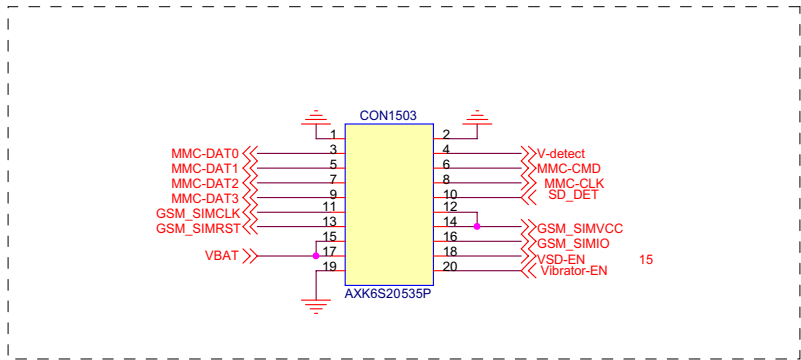 CON1503
1 2
MMC-DAT0 3 4 V-detect
MMC-DAT1 5 6 MMC-CMD
MMC-DAT2 7 8 MMC-CLK
MMC-DAT3 9 10 SD_DET
GSM_SIMCLK 11 12
GSM_SIMRST 13 14 GSM_SIMVCC
15 16 GSM_SIMIO
VBAT 17 18 VSD-EN 15
19 20 Vibrator-EN
AXK6S20535P